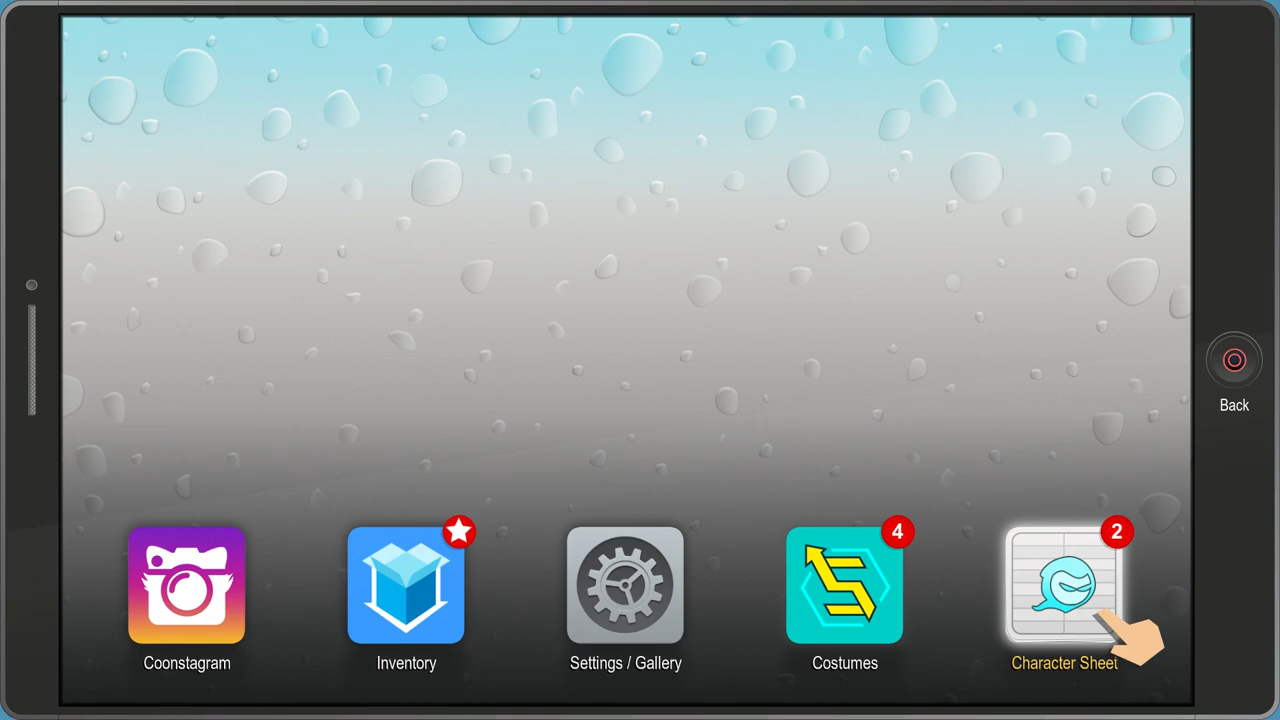 Back
4
2
Coonstagram
Inventory
Settings / Gallery
Costumes
Character Sheet